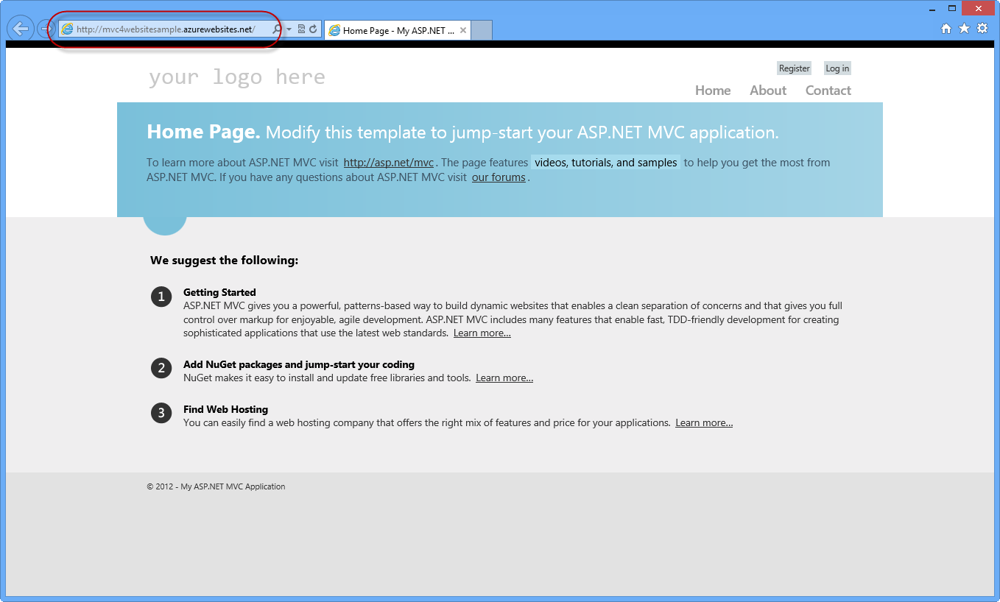 http://mvc4websitesample.azurewebsites.net/
Home Page - My ASP.NET ...
your logo here
Register Log in
Home About Contact
Home Page. Modify this template to jump-start your ASP.NET MVC application.
To learn more about ASP.NET MVC visit http://asp.net/mvc. The page features videos, tutorials, and samples to help you get the most from
ASP.NET MVC. If you have any questions about ASP.NET MVC visit our forums.
We suggest the following:
1 Getting Started
ASP.NET MVC gives you a powerful, patterns-based way to build dynamic websites that enables a clean separation of concerns and that gives you full
control over markup for enjoyable, agile development. ASP.NET MVC includes many features that enable fast, TDD-friendly development for creating
sophisticated applications that use the latest web standards. Learn more...
2 Add NuGet packages and jump-start your coding
NuGet makes it easy to install and update free libraries and tools. Learn more...
3 Find Web Hosting
You can easily find a web hosting company that offers the right mix of features and price for your applications. Learn more...
© 2012 - My ASP.NET MVC Application